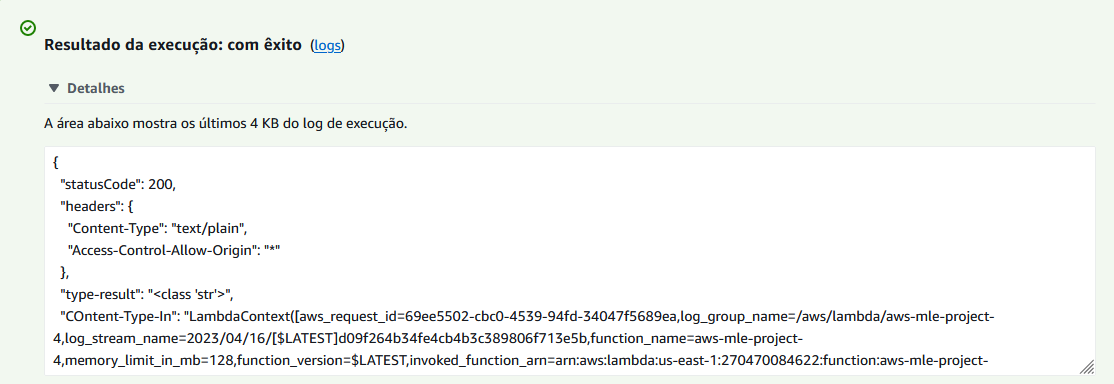 Resultado da execução: com êxito (logs)
Detalhes
A área abaixo mostra os últimos 4 KB do log de execução.
{
  "statusCode": 200,
  "headers": {
    "Content-Type": "text/plain",
    "Access-Control-Allow-Origin": "*"
  },
  "type-result": "<class 'str'>",
  "COntent-Type-In": "LambdaContext([aws_request_id=69ee5502-cbc0-4539-94fd-34047f5689ea,log_group_name=/aws/lambda/aws-mle-project-
4,log_stream_name=2023/04/16/[$LATEST]d09f264b34fe4cb4b3c389806f713e5b,function_name=aws-mle-project-
4,memory_limit_in_mb=128,function_version=$LATEST,invoked_function_arn=arn:aws:lambda:us-east-1:270470084622:function:aws-mle-project-